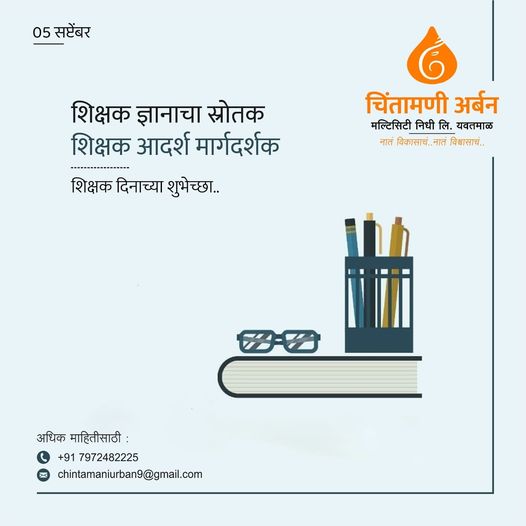 05 सप्टेंबर
चिंतामणी अर्बन
मल्टिसिटी निधी लि. यवतमाळ
नातं विकासाचं..नातं विश्वासाचं..
शिक्षक ज्ञानाचा स्रोतक
शिक्षक आदर्श मार्गदर्शक
शिक्षक दिनाच्या शुभेच्छा..
अधिक माहितीसाठी :
+91 7972482225
chintamaniurban9@gmail.com